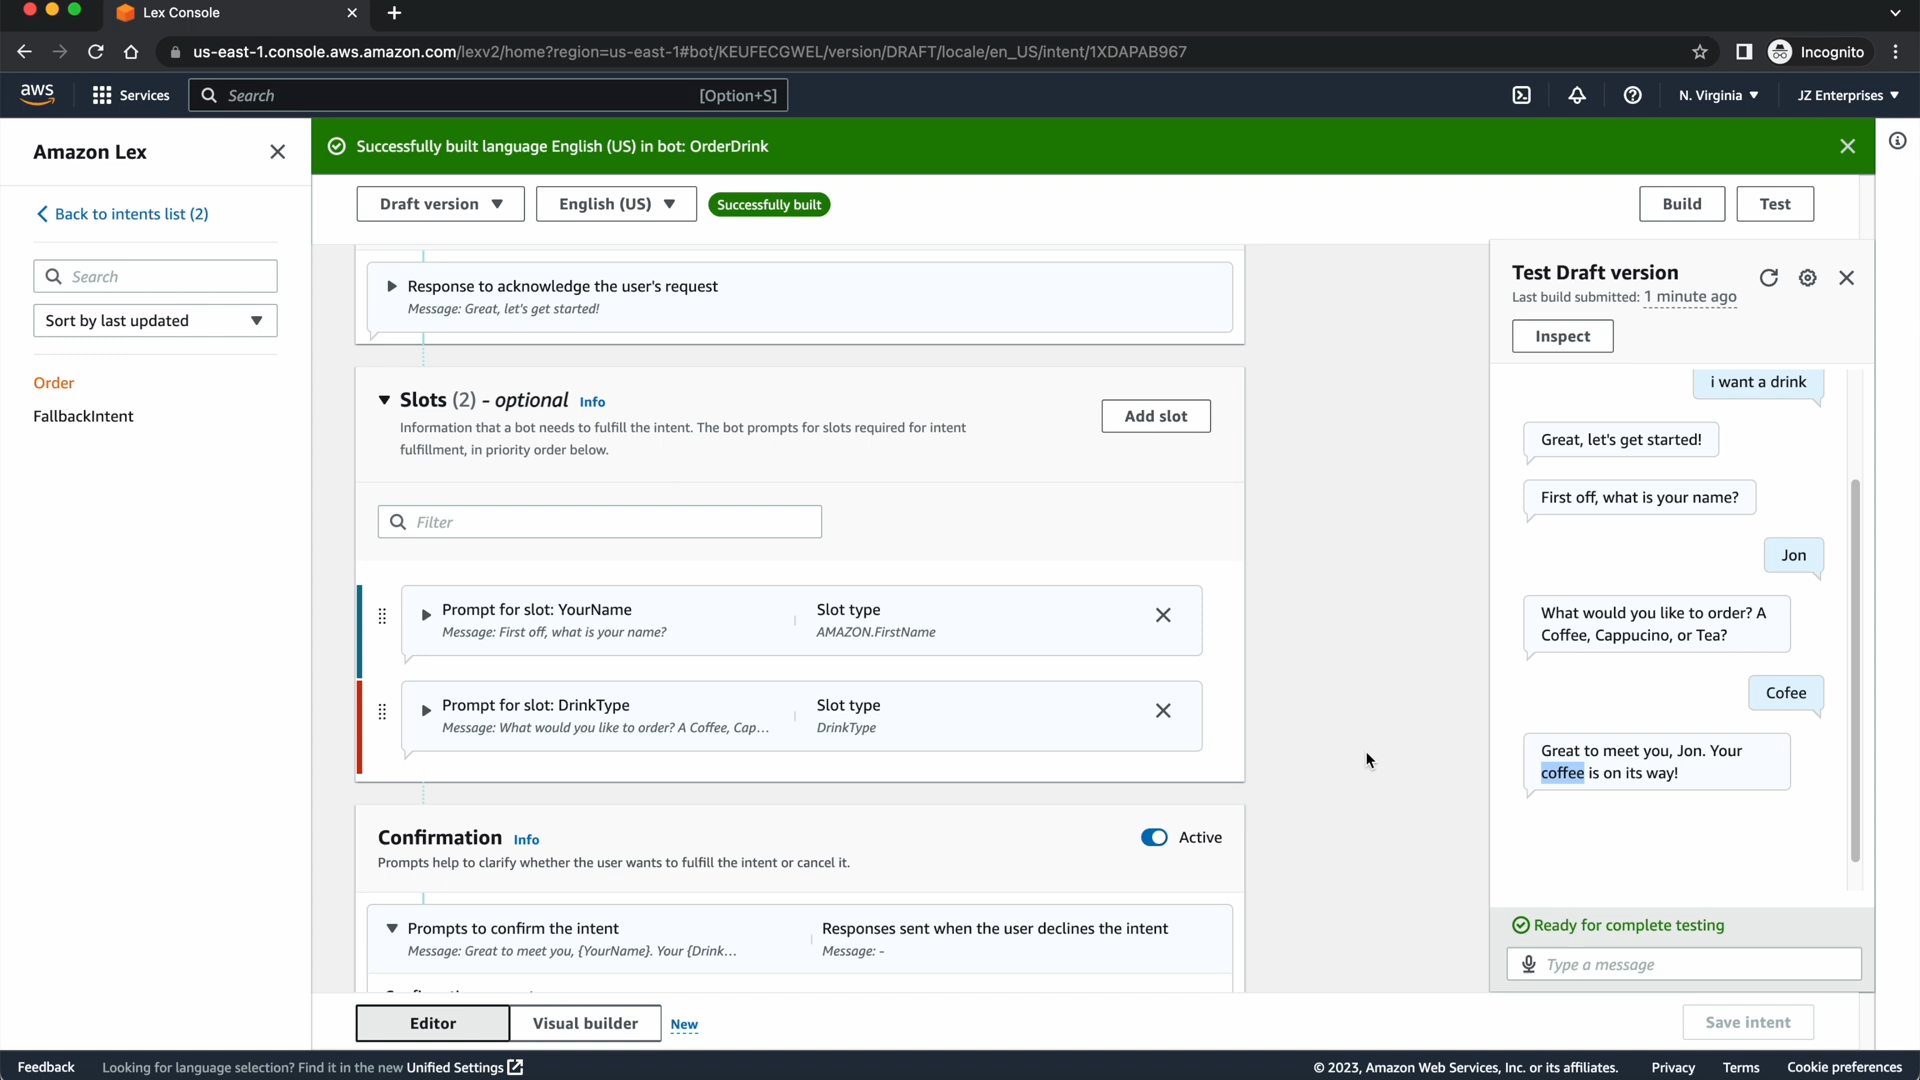 Lex Console
us-east-1.console.aws.amazon.com/lexv2/home?region=us-east-1#bot/KEUFECGWEL/version/DRAFT/locale/en_US/intent/1XDAPAB967
Incognito
aws
Services
Search
[Option+S]
N. Virginia
JZ Enterprises
Amazon Lex
Back to intents list (2)
Search
Sort by last updated
Order
FallbackIntent
Successfully built language English (US) in bot: OrderDrink
Draft version
English (US)
Successfully built
Build
Test
Response to acknowledge the user's request
Message: Great, let's get started!
Slots (2) - optional Info
Information that a bot needs to fulfill the intent. The bot prompts for slots required for intent
fulfillment, in priority order below.
Add slot
Filter
Prompt for slot: YourName
Message: First off, what is your name?
Slot type
AMAZON.FirstName
Prompt for slot: DrinkType
Message: What would you like to order? A Coffee, Cap...
Slot type
DrinkType
Confirmation Info
Prompts help to clarify whether the user wants to fulfill the intent or cancel it.
Active
Prompts to confirm the intent
Message: Great to meet you, {YourName}. Your {Drink...
Responses sent when the user declines the intent
Message: -
Editor
Visual builder
New
Save intent
Test Draft version
Last build submitted: 1 minute ago
Inspect
i want a drink
Great, let's get started!
First off, what is your name?
Jon
What would you like to order? A
Coffee, Cappucino, or Tea?
Cofee
Great to meet you, Jon. Your
coffee is on its way!
Ready for complete testing
Type a message
Feedback
Looking for language selection? Find it in the new Unified Settings
© 2023, Amazon Web Services, Inc. or its affiliates.
Privacy
Terms
Cookie preferences